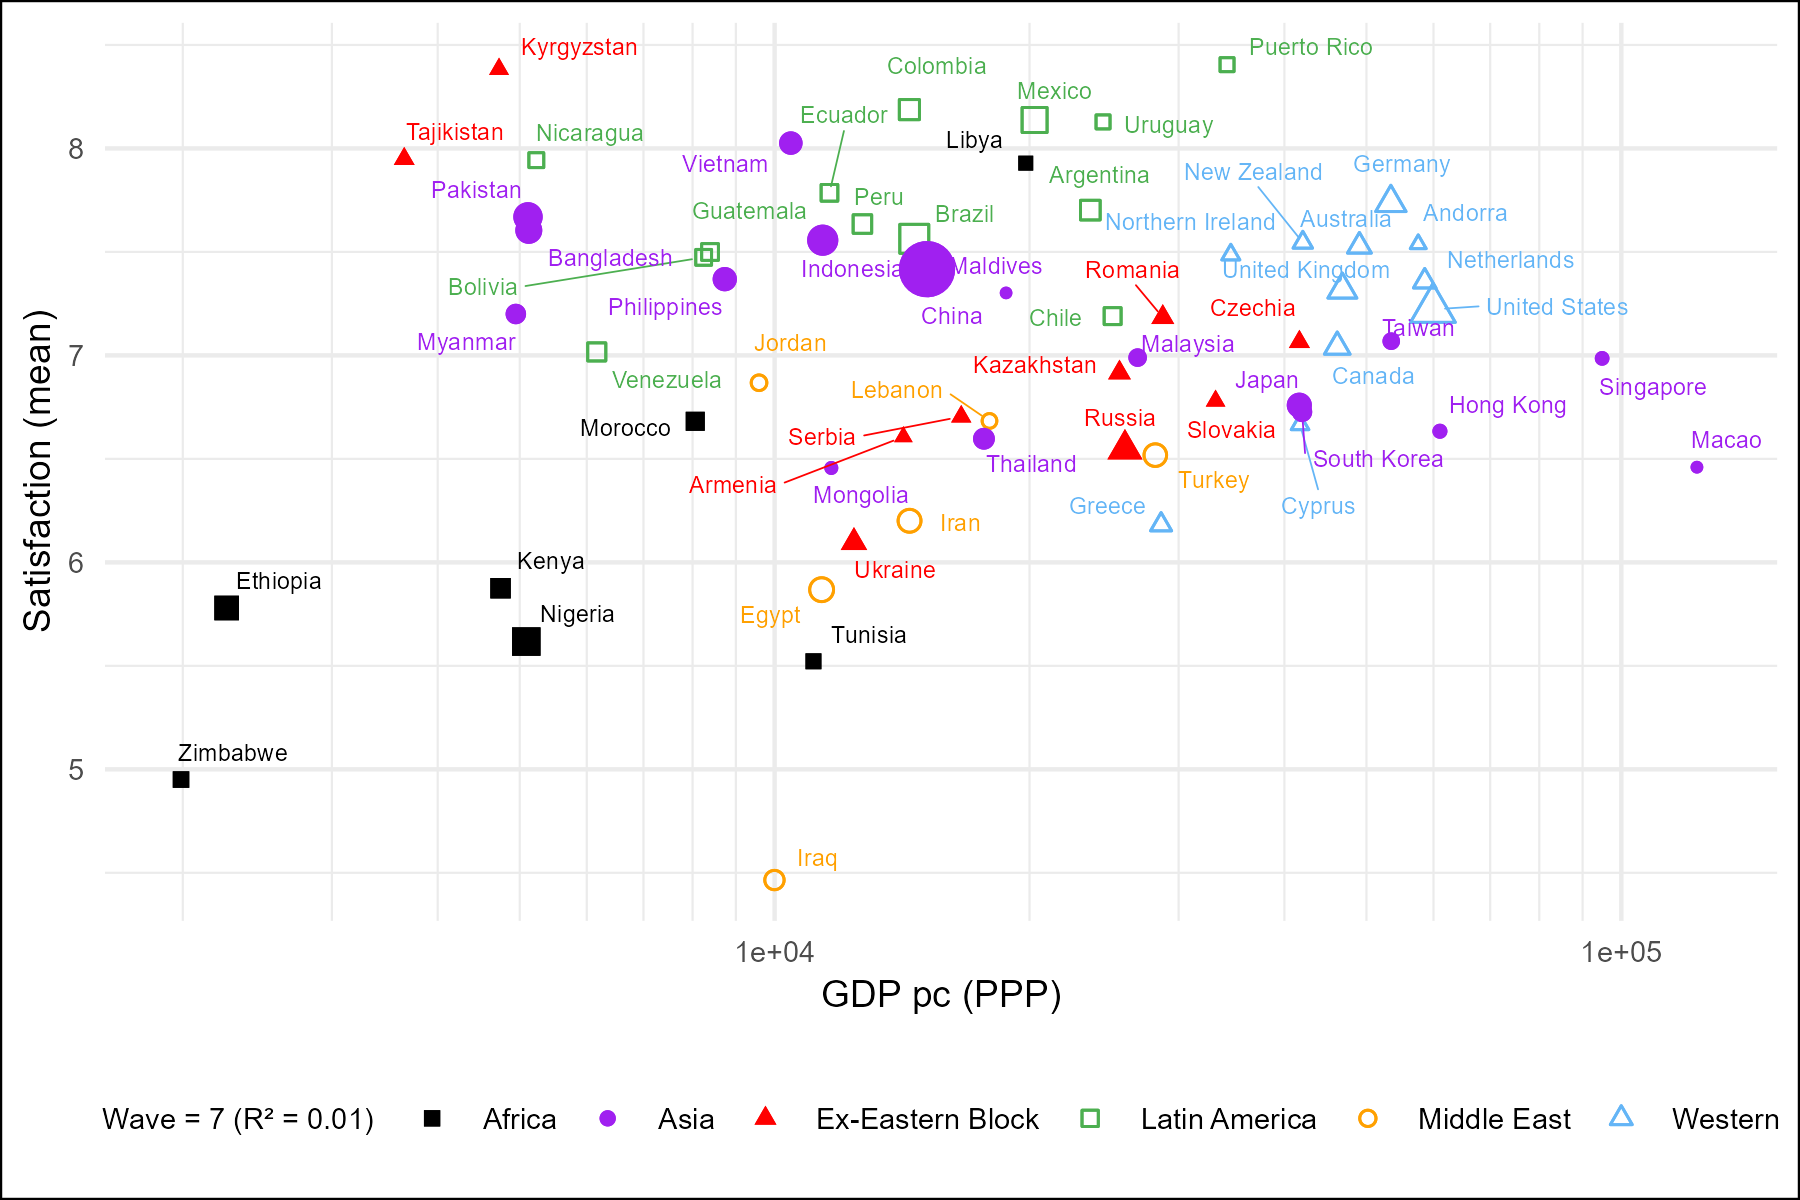 Kyrgyzstan
Puerto Rico
Colombia
Mexico
Ecuador
Uruguay
Tajikistan
Nicaragua
Libya
8
Vietnam
Germany
New Zealand
Argentina
Pakistan
Peru
Guatemala
Brazil
Andorra
Australia
Northern Ireland
Bangladesh
Netherlands
Indonesia
Maldives
Romania
United Kingdom
Bolivia
Philippines
United States
Czechia
China
Chile
Taiwan
Myanmar
Jordan
Malaysia
7
Kazakhstan
Canada
Venezuela
Japan
Singapore
Lebanon
Hong Kong
Russia
Morocco
Serbia
Slovakia
Macao
South Korea
Thailand
Turkey
Armenia
Mongolia
Greece
Cyprus
Iran
6
Kenya
Ukraine
Ethiopia
Nigeria
Egypt
Tunisia
5
Zimbabwe
Iraq
Satisfaction (mean)
1e+04
1e+05
GDP pc (PPP)
Wave = 7 (R² = 0.01) Africa Asia Ex-Eastern Block Latin America Middle East Western